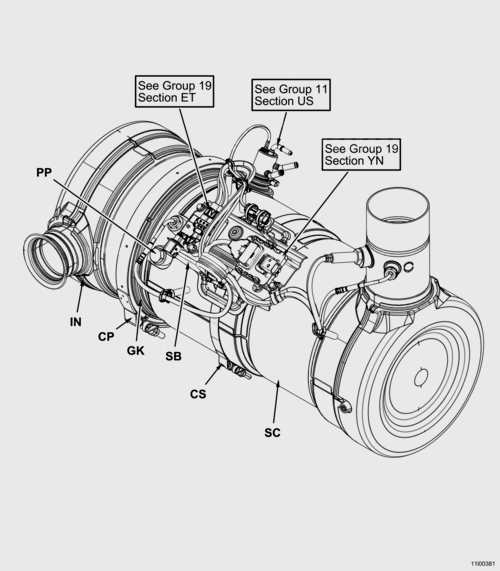 See Group 19
Section ET
See Group 11
Section US
See Group 19
Section YN
PP
IN
CP
GK
SB
CS
SC
11I00381